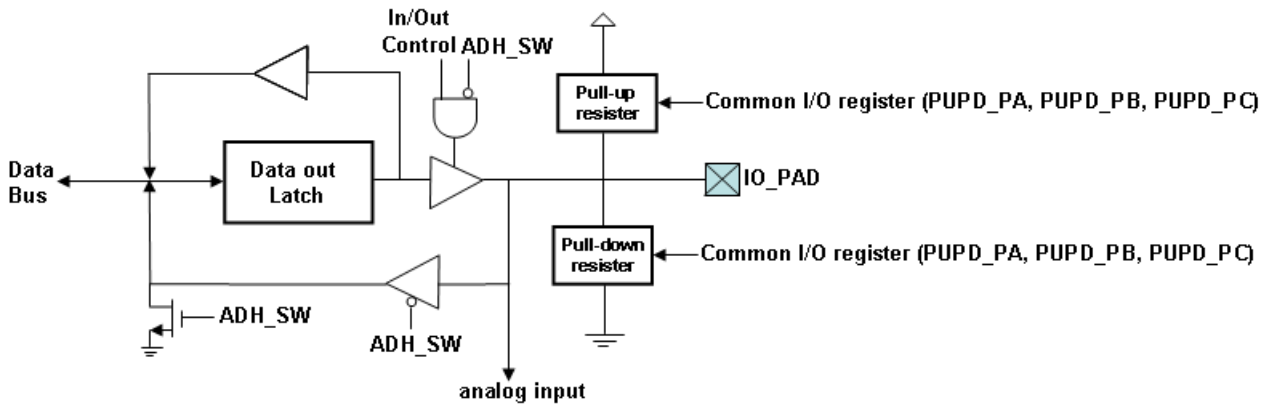 In/Out
Control ADH_SW
Pull-up
resister
Common I/O register (PUPD_PA, PUPD_PB, PUPD_PC)
Data
Bus
Data out
Latch
IO_PAD
Pull-down
resister
Common I/O register (PUPD_PA, PUPD_PB, PUPD_PC)
ADH_SW
ADH_SW
analog input